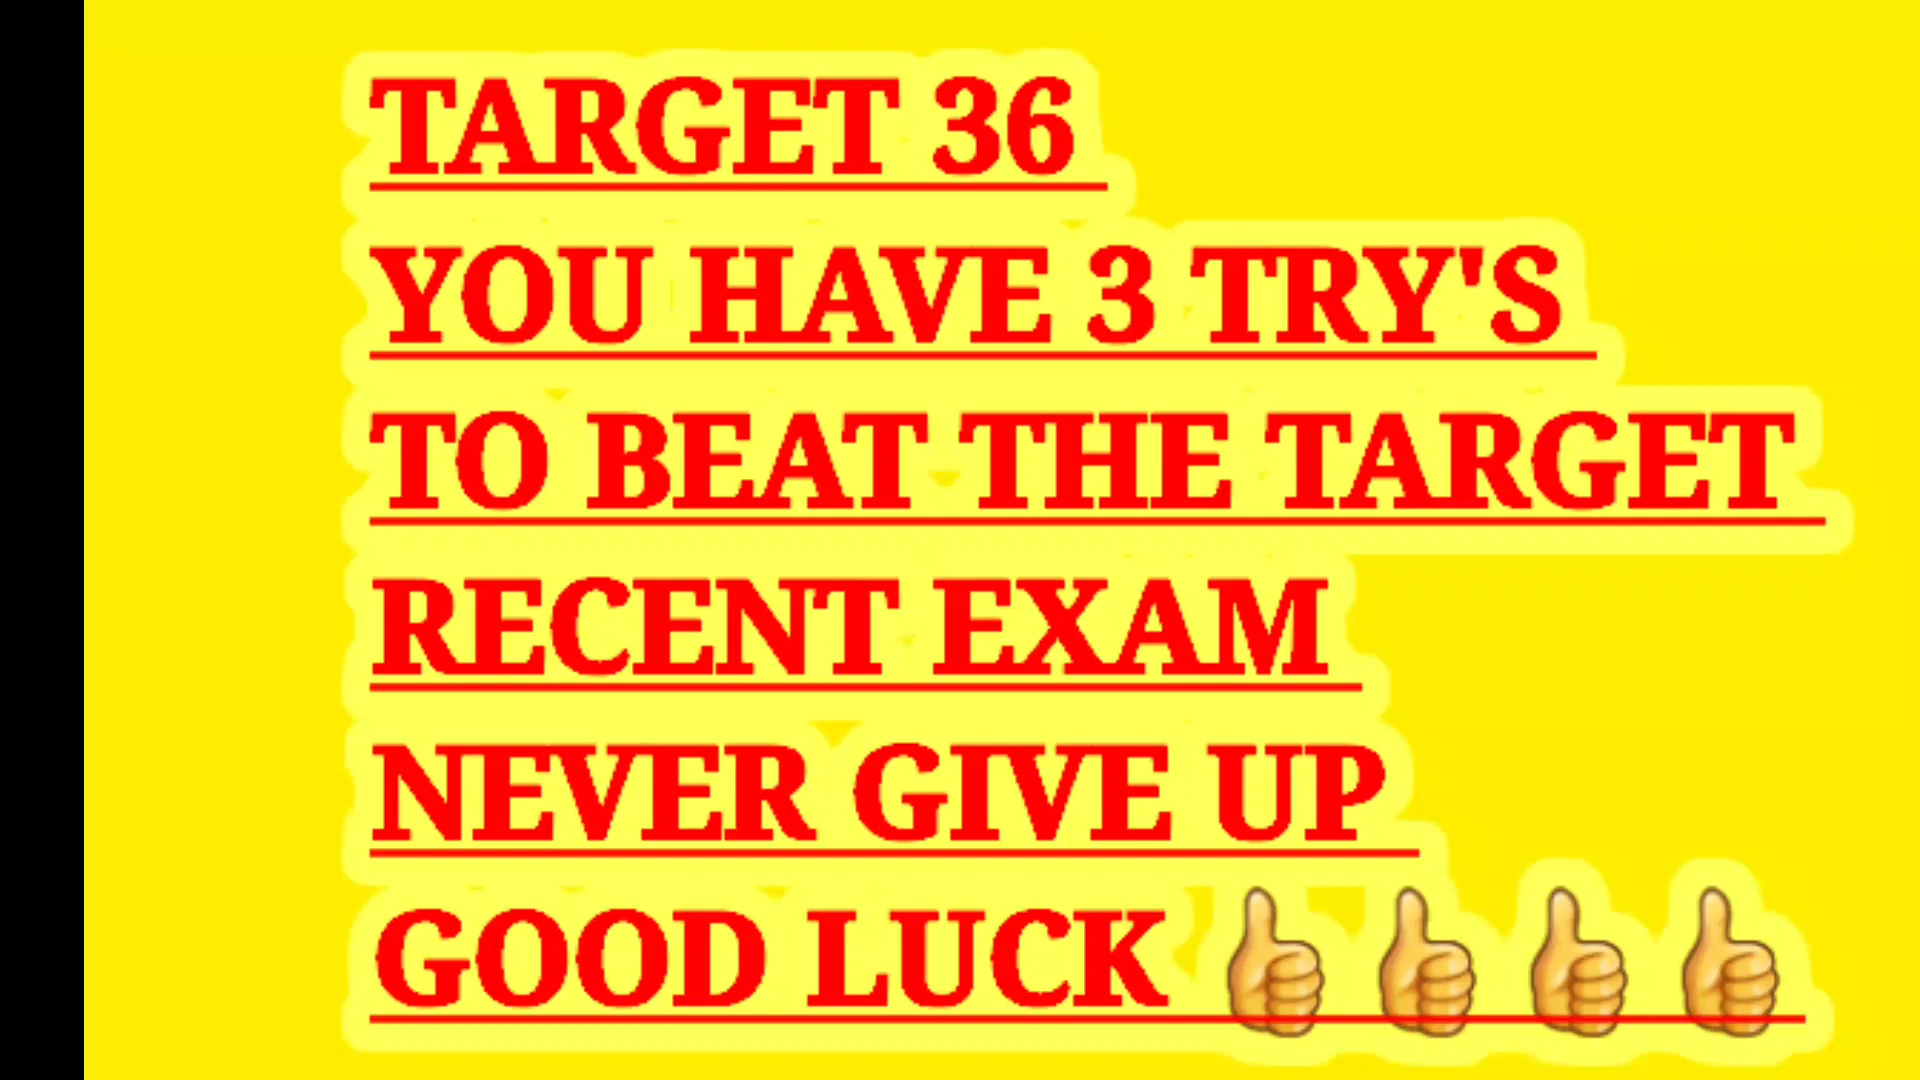 TARGET 36
YOU HAVE 3 TRY'S
TO BEAT THE TARGET
RECENT EXAM
NEVER GIVE UP
GOOD LUCK 👍 👍 👍 👍